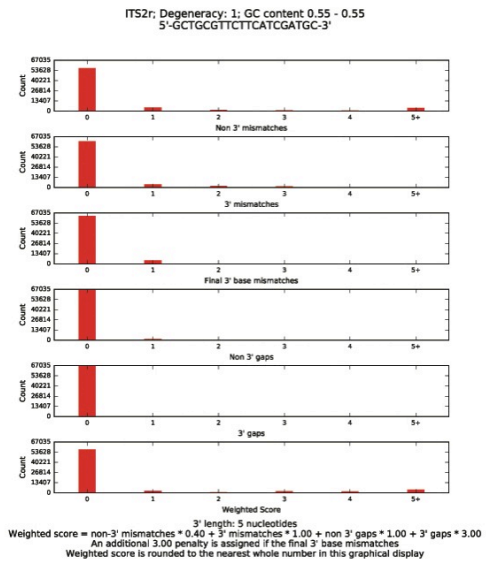 ITS2r; Degeneracy: 1; GC content 0.55 - 0.55
5'-GCTGCGTTCTTCATCGATGC-3'
67035
53628
40221
26814
13407
0
Count
0 1 2 3 4 5+
Non 3' mismatches
67035
53628
40221
26814
13407
0
Count
0 1 2 3 4 5+
3' mismatches
67035
53628
40221
26814
13407
0
Count
0 1 2 3 4 5+
Final 3' base mismatches
67035
53628
40221
26814
13407
0
Count
0 1 2 3 4 5+
Non 3' gaps
67035
53628
40221
26814
13407
0
Count
0 1 2 3 4 5+
3' gaps
67035
53628
40221
26814
13407
0
Count
0 1 2 3 4 5+
Weighted Score
3' length: 5 nucleotides
Weighted score = non-3' mismatches * 0.40 + 3' mismatches * 1.00 + non 3' gaps * 1.00 + 3' gaps * 3.00
An additional 3.00 penalty is assigned if the final 3' base mismatches
Weighted score is rounded to the nearest whole number in this graphical display